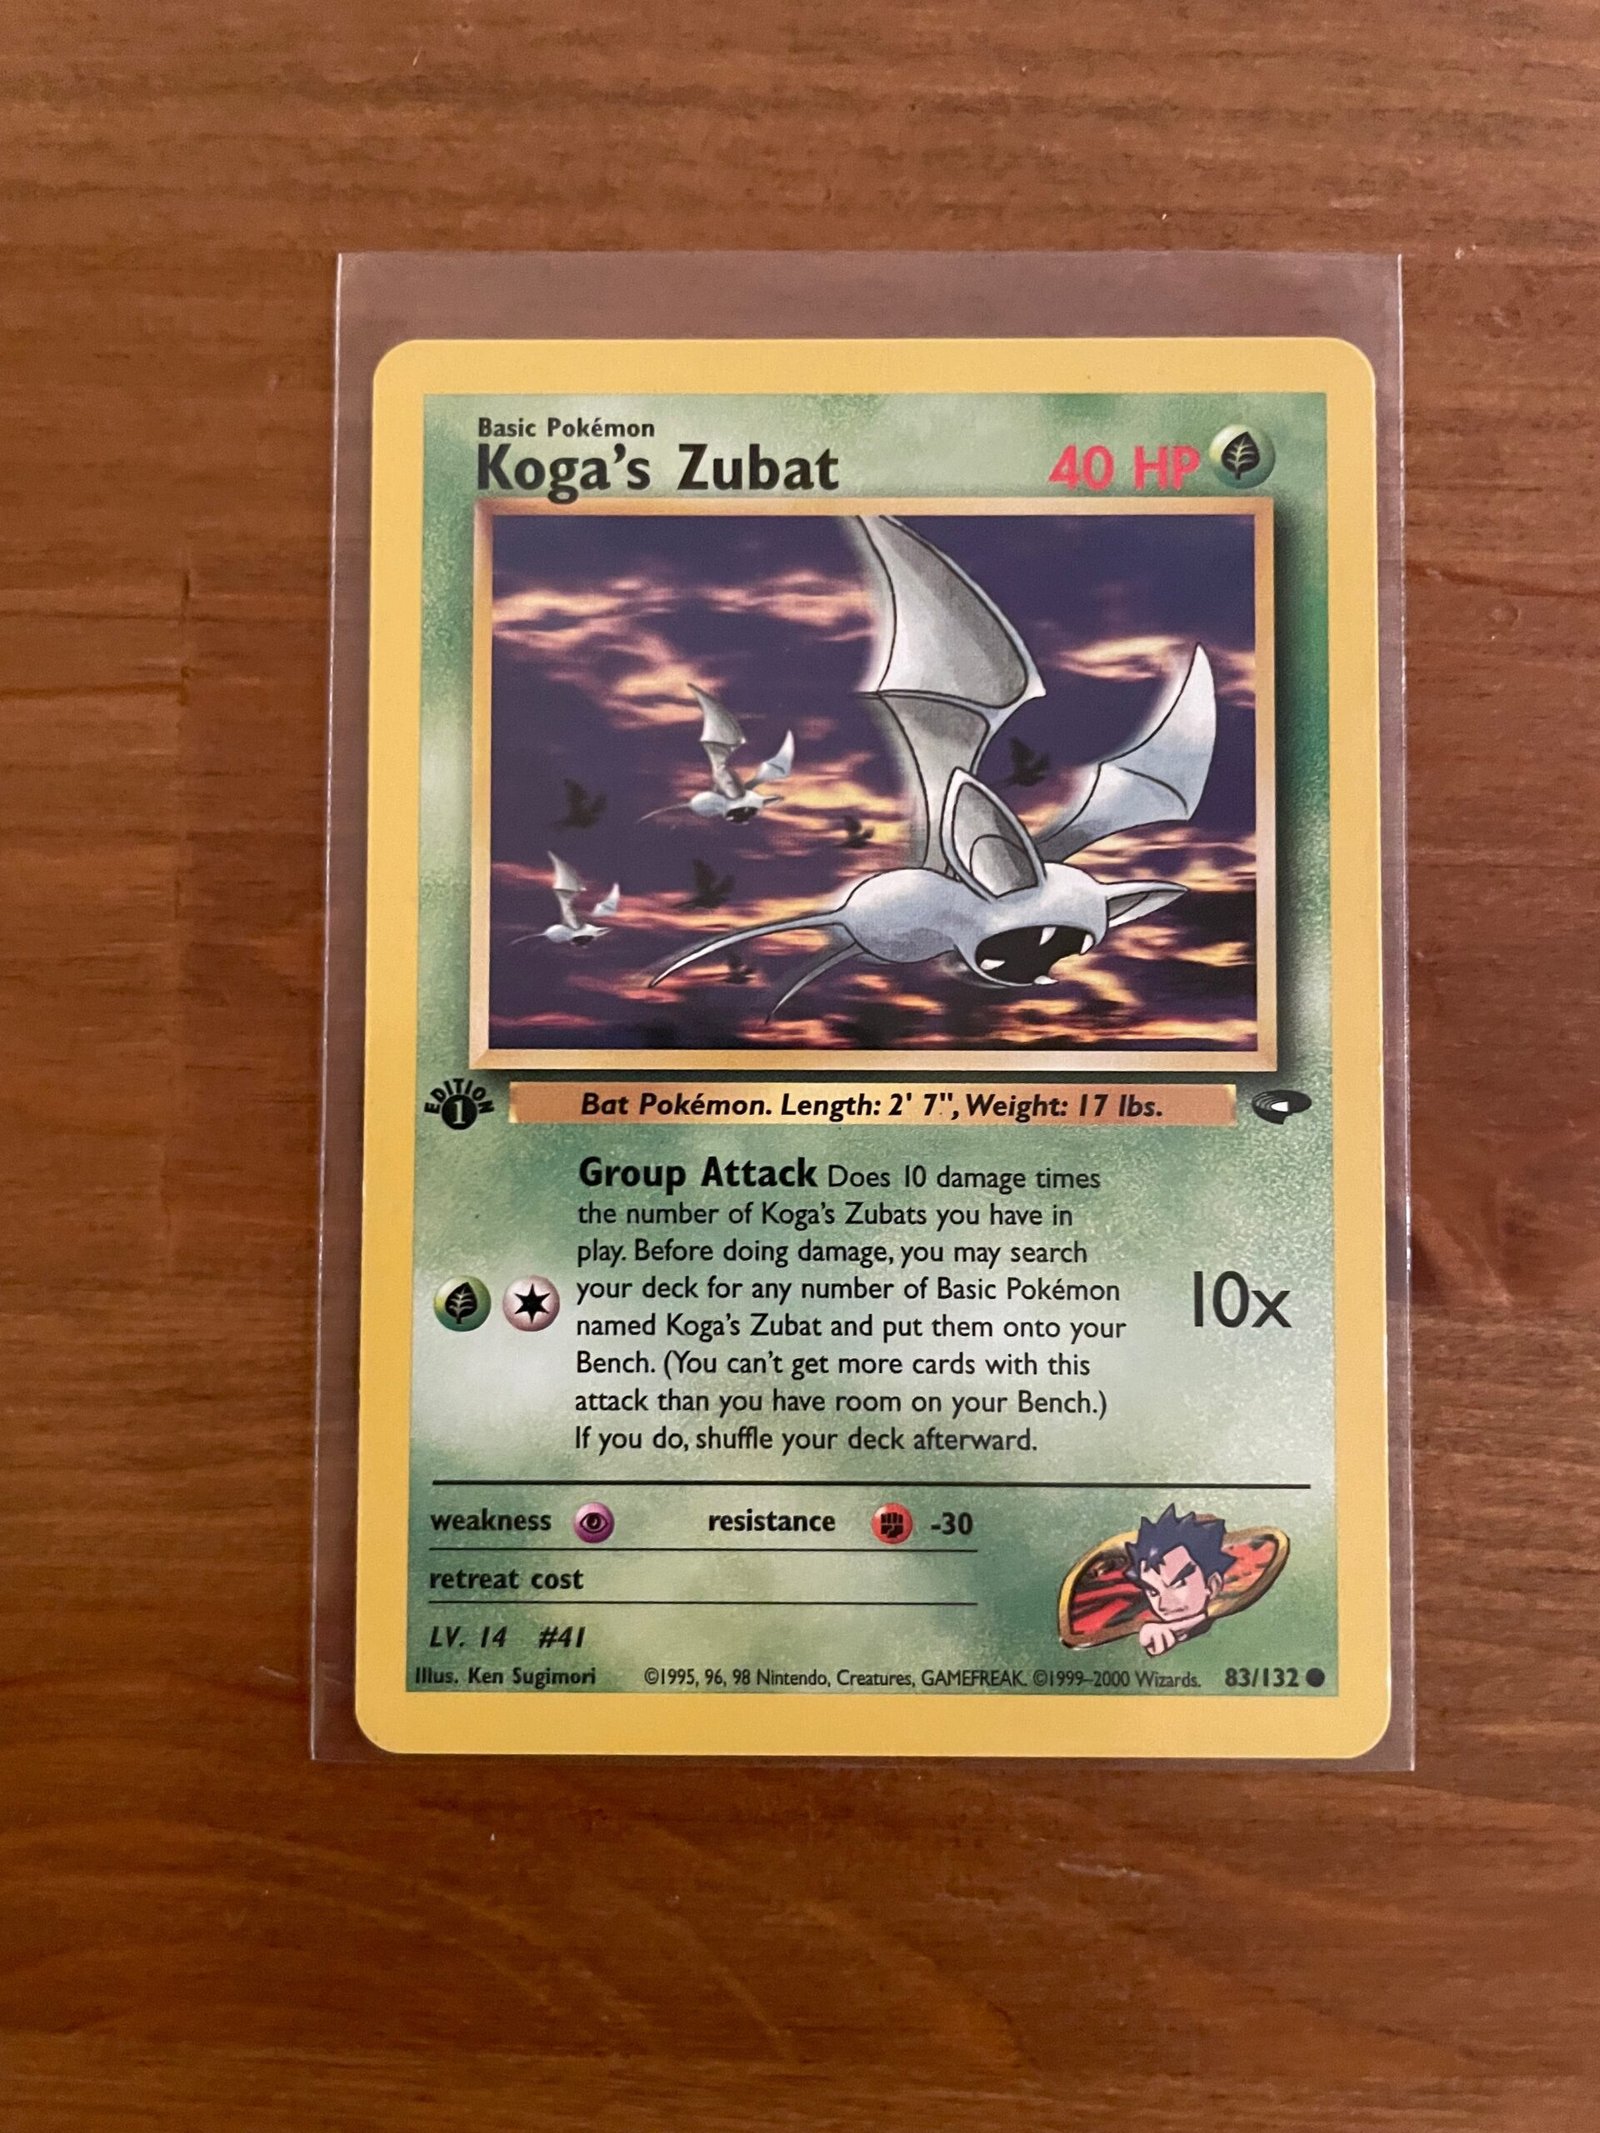 Basic Pokémon
Koga's Zubat
40 HP
EDITION
1
Bat Pokémon. Length: 2' 7", Weight: 17 lbs.
Group Attack Does 10 damage times
the number of Koga's Zubats you have in
play. Before doing damage, you may search
your deck for any number of Basic Pokémon
named Koga's Zubat and put them onto your
Bench. (You can't get more cards with this
attack than you have room on your Bench.)
If you do, shuffle your deck afterward.
10x
weakness
resistance -30
retreat cost
LV. 14 #41
Illus. Ken Sugimori ©1995, 96, 98 Nintendo, Creatures, GAMEFREAK. ©1999–2000 Wizards. 83/132